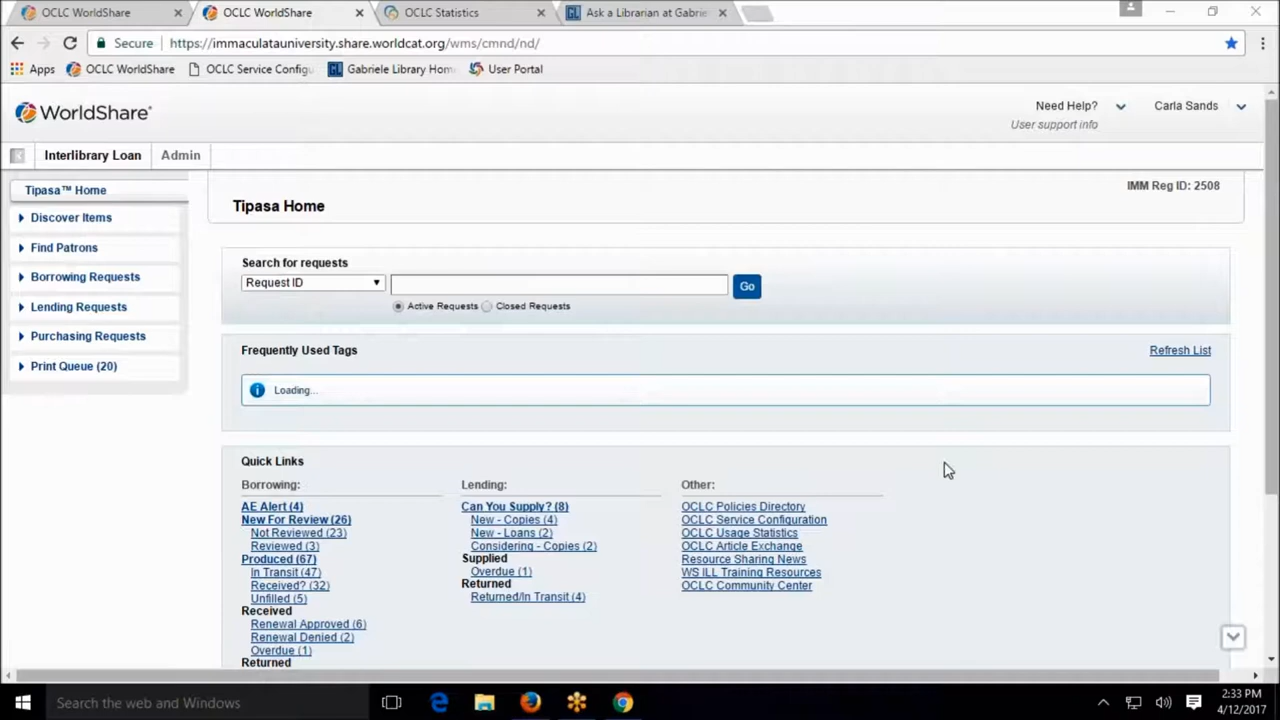 OCLC WorldShare
OCLC WorldShare
OCLC Statistics
Ask a Librarian at Gabriele
Secure
https://immaculatauniversity.share.worldcat.org/wms/cmnd/nd/
Apps
OCLC WorldShare
OCLC Service Configu
Gabriele Library Hom
User Portal
WorldShare®
Need Help?
Carla Sands
User support info
Interlibrary Loan
Admin
Tipasa™ Home
Discover Items
Find Patrons
Borrowing Requests
Lending Requests
Purchasing Requests
Print Queue (20)
IMM Reg ID: 2508
Tipasa Home
Search for requests
Request ID
Go
Active Requests
Closed Requests
Frequently Used Tags
Refresh List
Loading...
Quick Links
Borrowing:
AE Alert (4)
New For Review (26)
Not Reviewed (23)
Reviewed (3)
Produced (67)
In Transit (47)
Received? (32)
Unfilled (5)
Received
Renewal Approved (6)
Renewal Denied (2)
Overdue (1)
Returned
Lending:
Can You Supply? (8)
New - Copies (4)
New - Loans (2)
Considering - Copies (2)
Supplied
Overdue (1)
Returned
Returned/In Transit (4)
Other:
OCLC Policies Directory
OCLC Service Configuration
OCLC Usage Statistics
OCLC Article Exchange
Resource Sharing News
WS ILL Training Resources
OCLC Community Center
Search the web and Windows
2:33 PM
4/12/2017